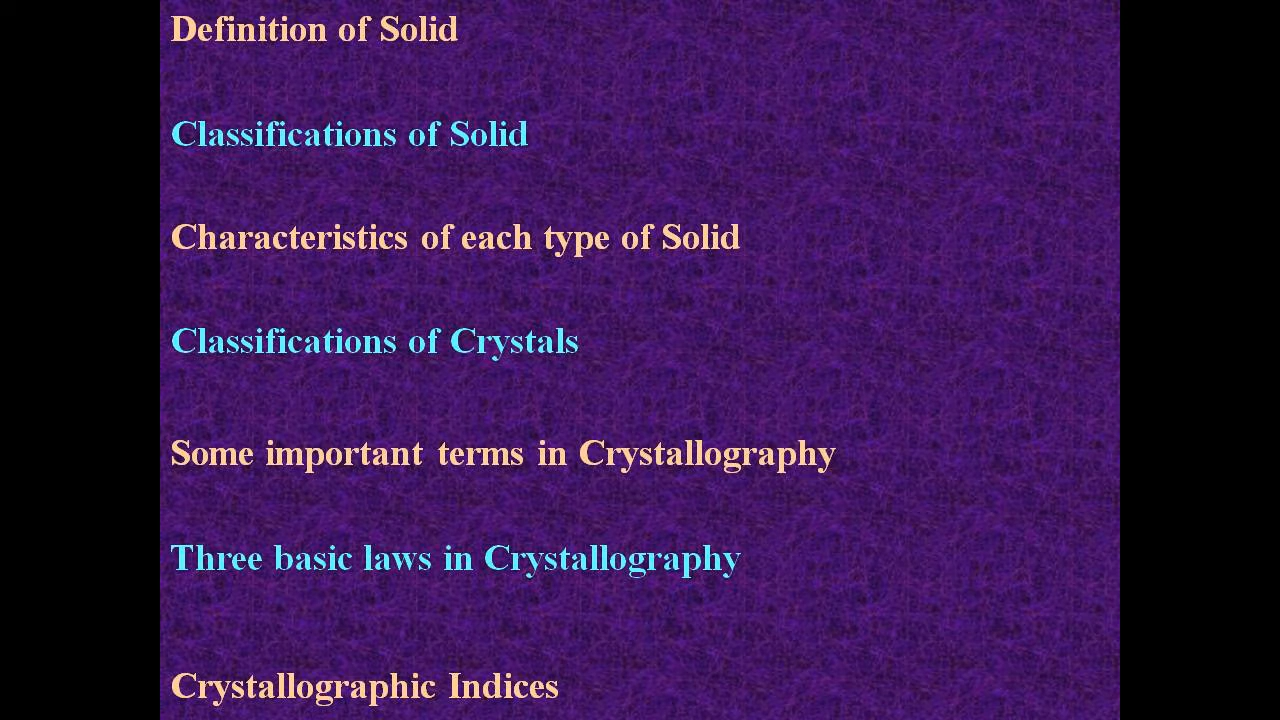 Definition of Solid
Classifications of Solid
Characteristics of each type of Solid
Classifications of Crystals
Some important terms in Crystallography
Three basic laws in Crystallography
Crystallographic Indices